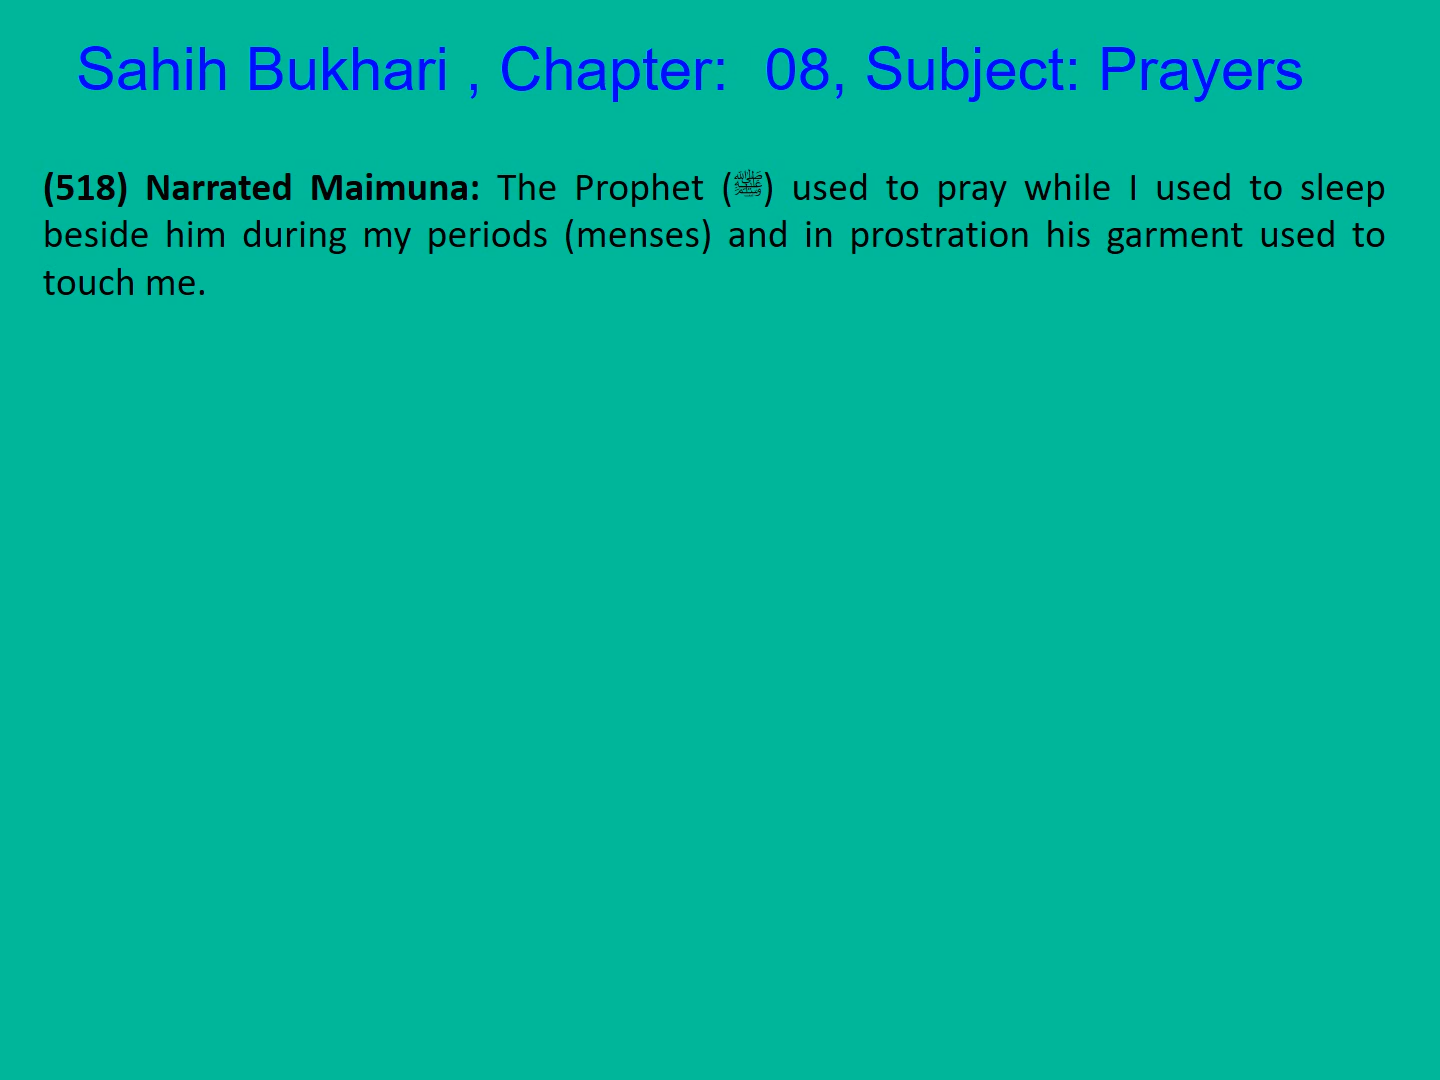 Sahih Bukhari , Chapter:  08, Subject: Prayers
(518) Narrated Maimuna: The Prophet (ﷺ) used to pray while I used to sleep
beside him during my periods (menses) and in prostration his garment used to
touch me.